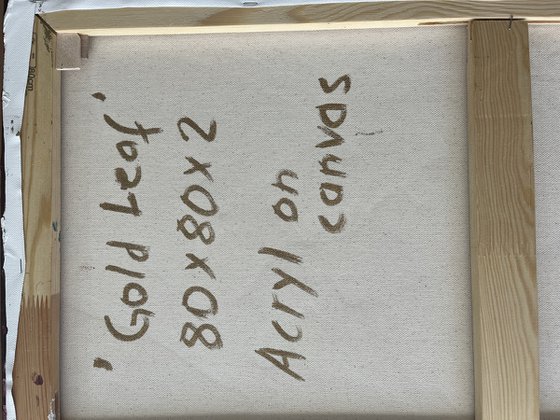 'Gold Leaf'
80x80x2
Acryl on
canvas